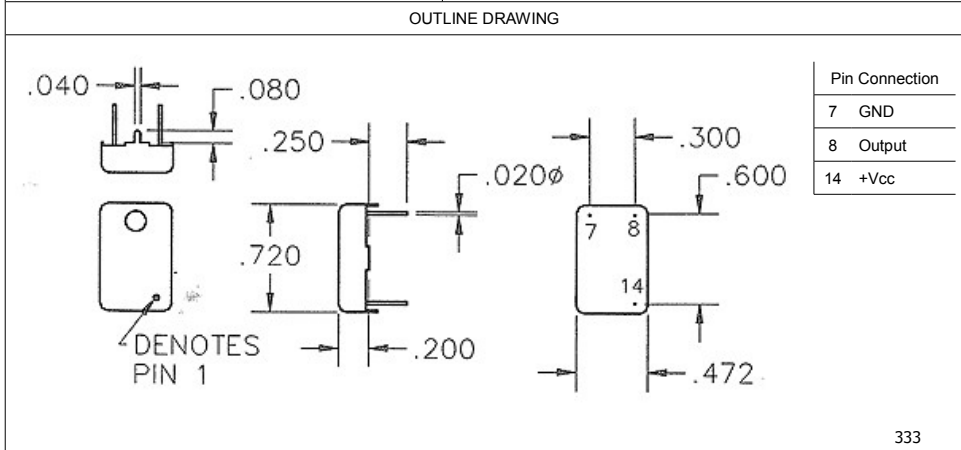 OUTLINE DRAWING
.040
.080
.250
.020ø
.720
DENOTES
PIN 1
.200
.300
.600
7 8
14
.472
Pin Connection
7 GND
8 Output
14 +Vcc
333